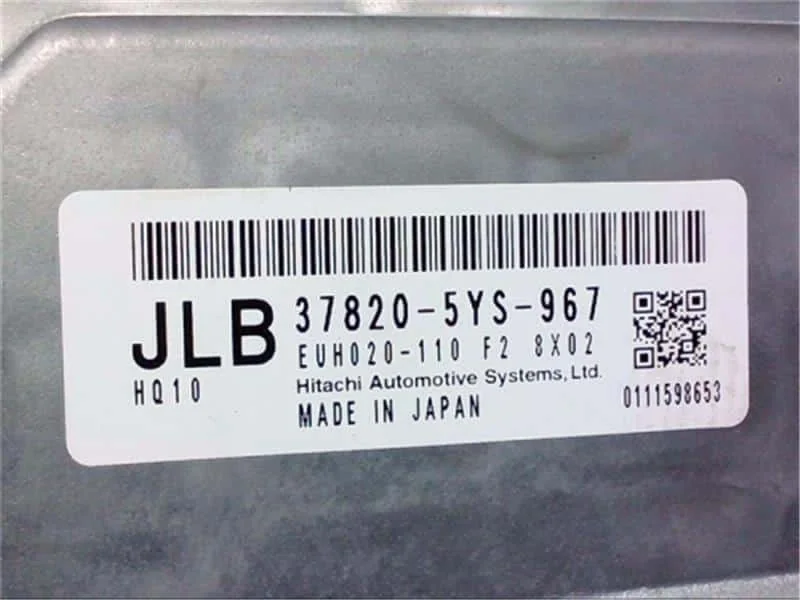 JLB 37820-5YS-967
EUH020-110 F2 8X02
HQ10
Hitachi Automotive Systems, Ltd.
MADE IN JAPAN
0111598653